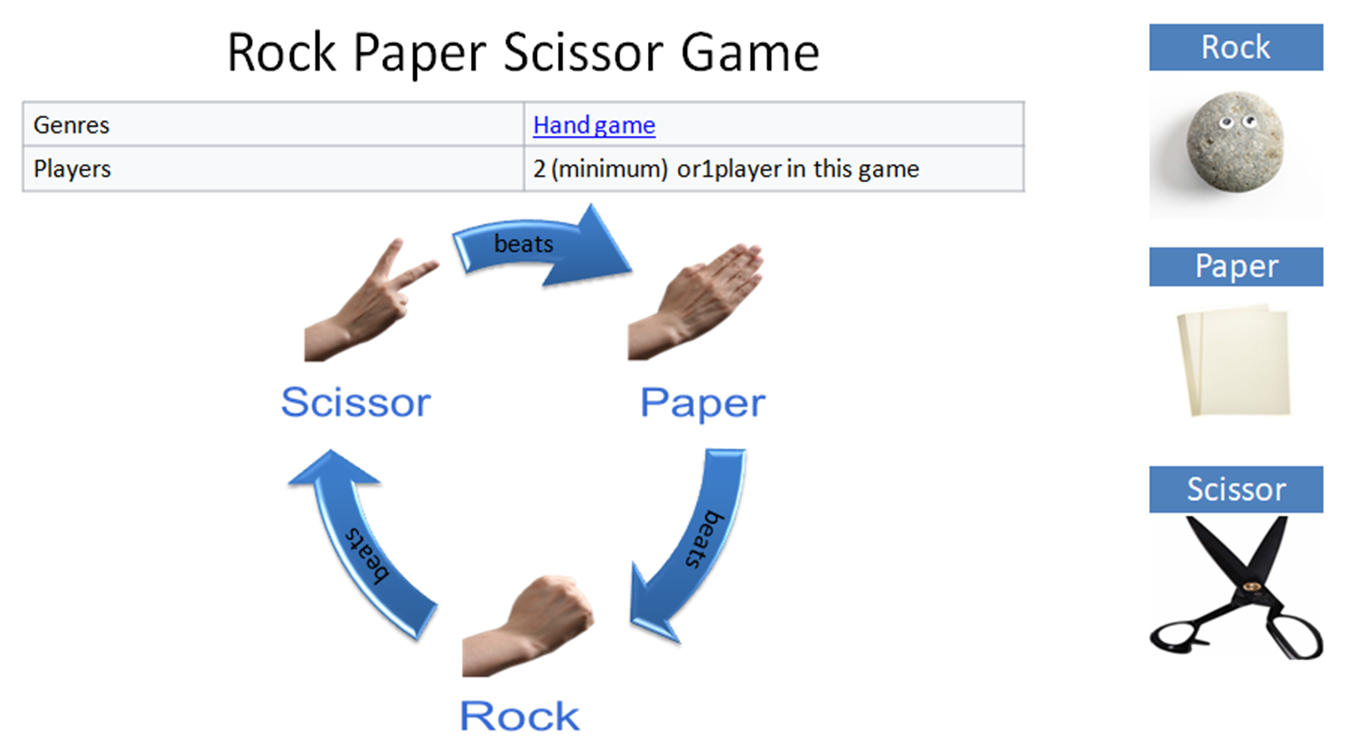 Rock Paper Scissor Game
Genres Hand game
Players 2 (minimum) or1player in this game
beats
Scissor
Paper
beats
beats
Rock
Rock
Paper
Scissor